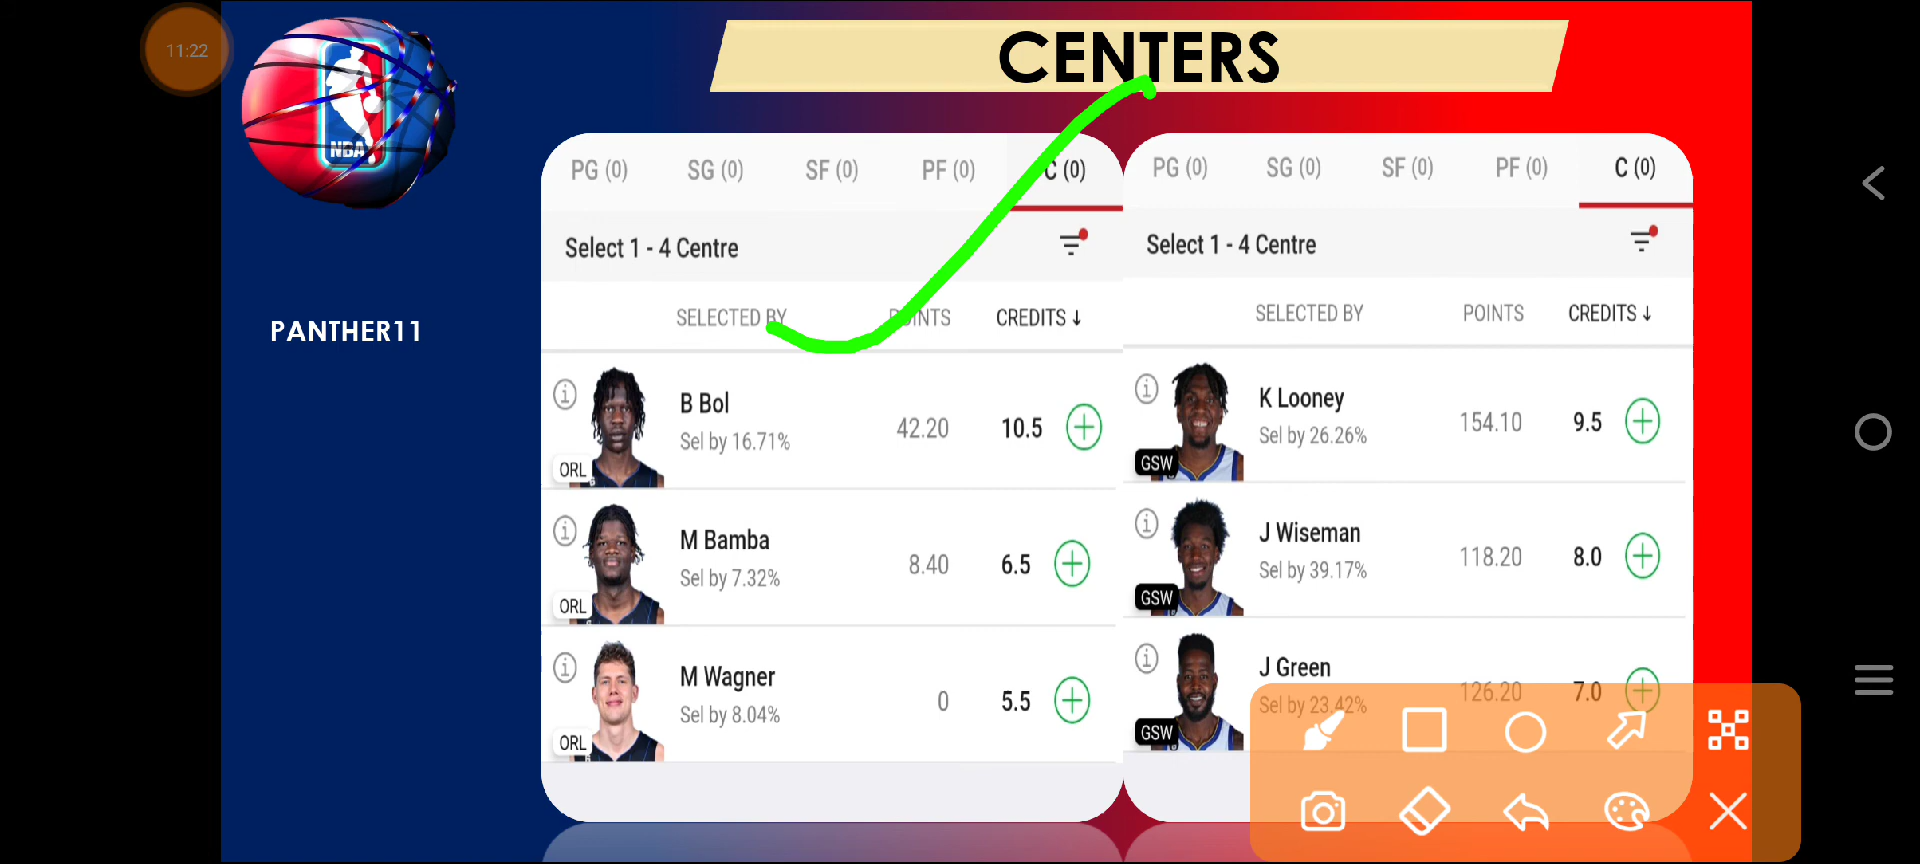 11:22
CENTERS
NBA
PANTHER11
PG (0) SG (0) SF (0) PF (0) C (0)
Select 1 - 4 Centre
SELECTED BY POINTS CREDITS ↓
B Bol
Sel by 16.71% 42.20 10.5
ORL
M Bamba
Sel by 7.32% 8.40 6.5
ORL
M Wagner
Sel by 8.04% 0 5.5
ORL
PG (0) SG (0) SF (0) PF (0) C (0)
Select 1 - 4 Centre
SELECTED BY POINTS CREDITS ↓
K Looney
Sel by 26.26% 154.10 9.5
GSW
J Wiseman
Sel by 39.17% 118.20 8.0
GSW
J Green
Sel by 23.42% 126.20 7.0
GSW